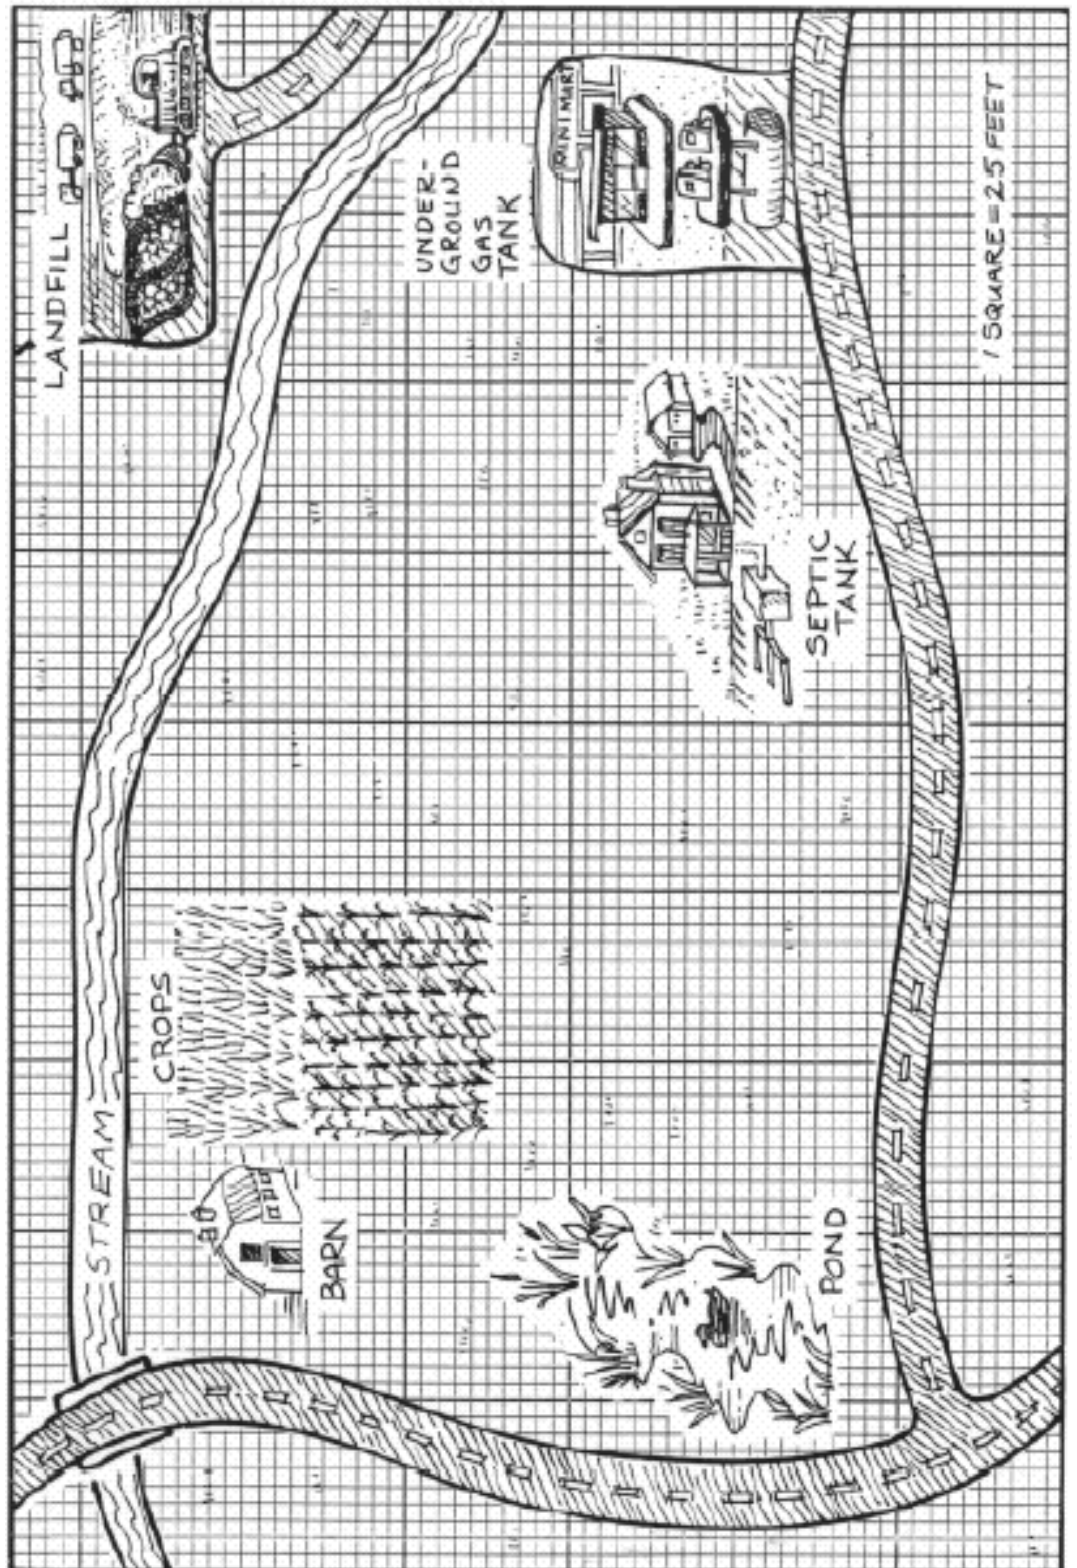 LANDFILL
STREAM
CROPS
BARN
UNDER-
GROUND
GAS
TANK
MINI MART
SEPTIC
TANK
POND
1 SQUARE = 25 FEET